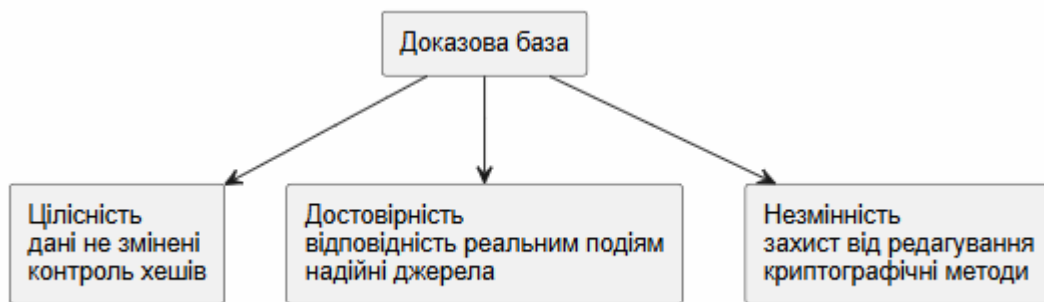 Доказова база
Цілісність
дані не змінені
контроль хешів
Достовірність
відповідність реальним подіям
надійні джерела
Незмінність
захист від редагування
криптографічні методи